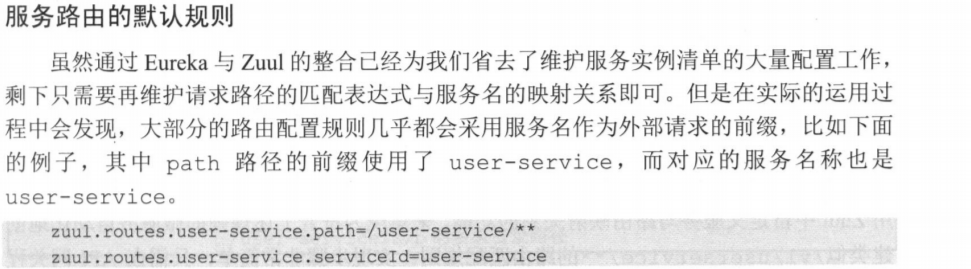 服务路由的默认规则
虽然通过 Eureka 与 Zuul 的整合已经为我们省去了维护服务实例清单的大量配置工作，
剩下只需要再维护请求路径的匹配表达式与服务名的映射关系即可。但是在实际的运用过
程中会发现，大部分的路由配置规则几乎都会采用服务名作为外部请求的前缀，比如下面
的例子，其中 path 路径的前缀使用了 user-service，而对应的服务名称也是
user-service。
zuul.routes.user-service.path=/user-service/**
zuul.routes.user-service.serviceId=user-service